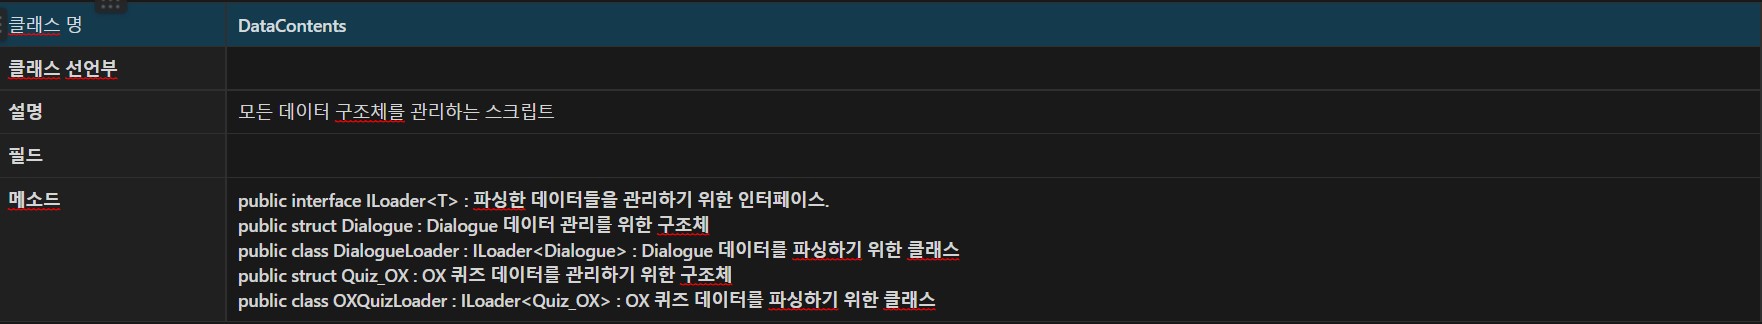 클래스 명 DataContents
클래스 선언부
설명 모든 데이터 구조체를 관리하는 스크립트
필드
메소드 public interface ILoader<T> : 파싱한 데이터들을 관리하기 위한 인터페이스.
public struct Dialogue : Dialogue 데이터 관리를 위한 구조체
public class DialogueLoader : ILoader<Dialogue> : Dialogue 데이터를 파싱하기 위한 클래스
public struct Quiz_OX : OX 퀴즈 데이터를 관리하기 위한 구조체
public class OXQuizLoader : ILoader<Quiz_OX> : OX 퀴즈 데이터를 파싱하기 위한 클래스